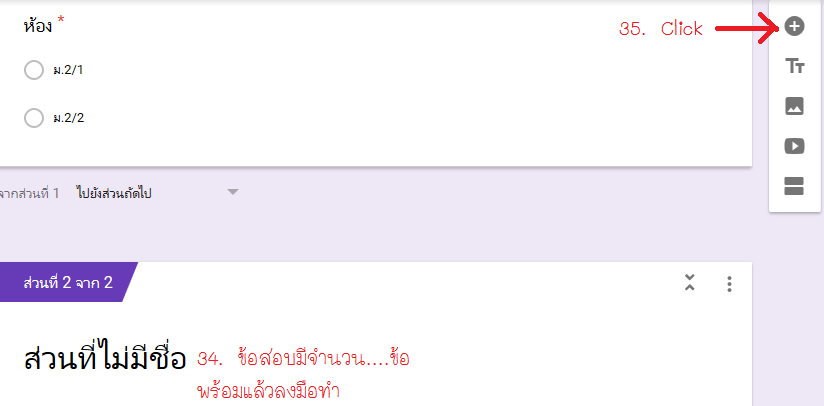 ห้อง *
35. Click
Tт
ม.2/1
ม.2/2
จากส่วนที่ 1 ไปยังส่วนถัดไป
ส่วนที่ 2 จาก 2
ส่วนที่ไม่มีชื่อ
34. ข้อสอบมีจำนวน....ข้อ
พร้อมแล้วลงมือทำ